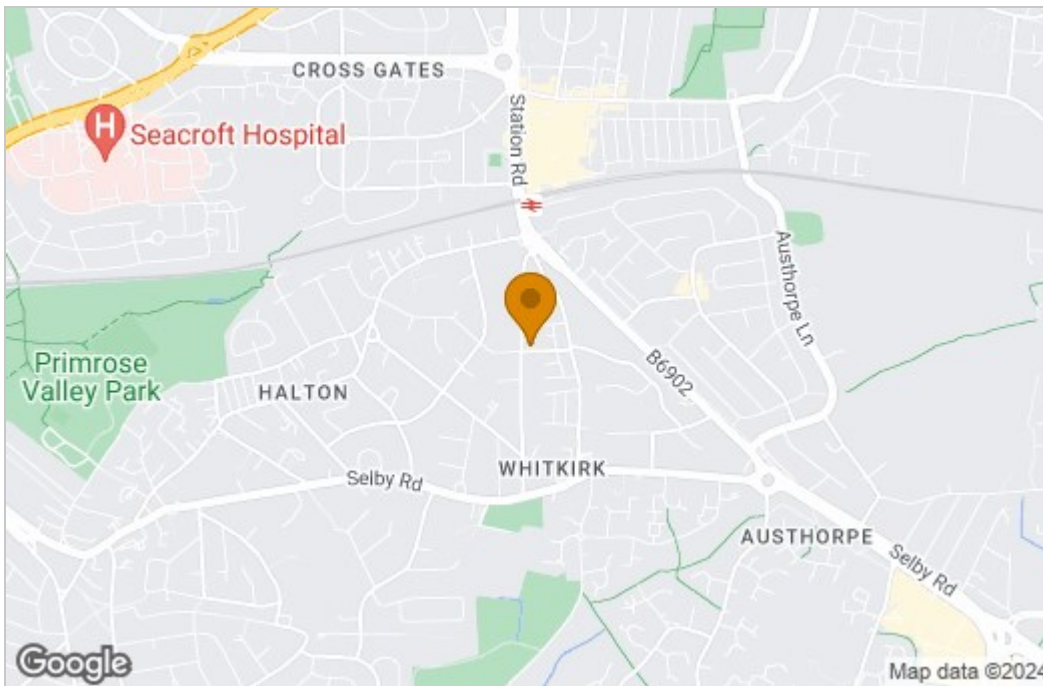 CROSS GATES
H
Seacroft Hospital
Station Rd
Austhorpe Ln
Primrose
Valley Park
HALTON
B6902
WHITKIRK
Selby Rd
AUSTHORPE
Selby Rd
Google
Map data ©2024